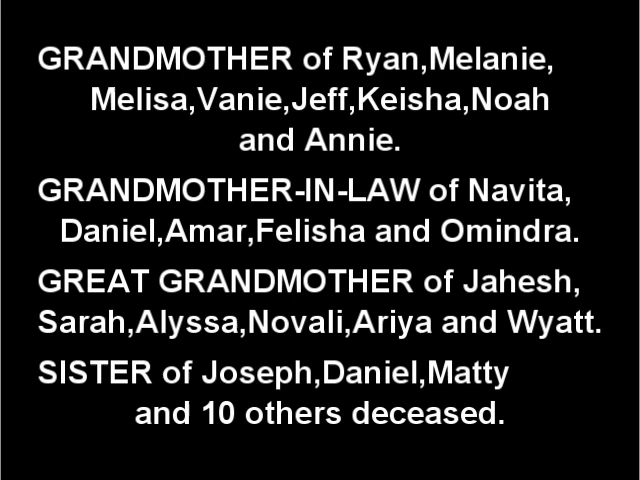 GRANDMOTHER of Ryan,Melanie,
Melisa,Vanie,Jeff,Keisha,Noah
and Annie.
GRANDMOTHER-IN-LAW of Navita,
Daniel,Amar,Felisha and Omindra.
GREAT GRANDMOTHER of Jahesh,
Sarah,Alyssa,Novali,Ariya and Wyatt.
SISTER of Joseph,Daniel,Matty
and 10 others deceased.